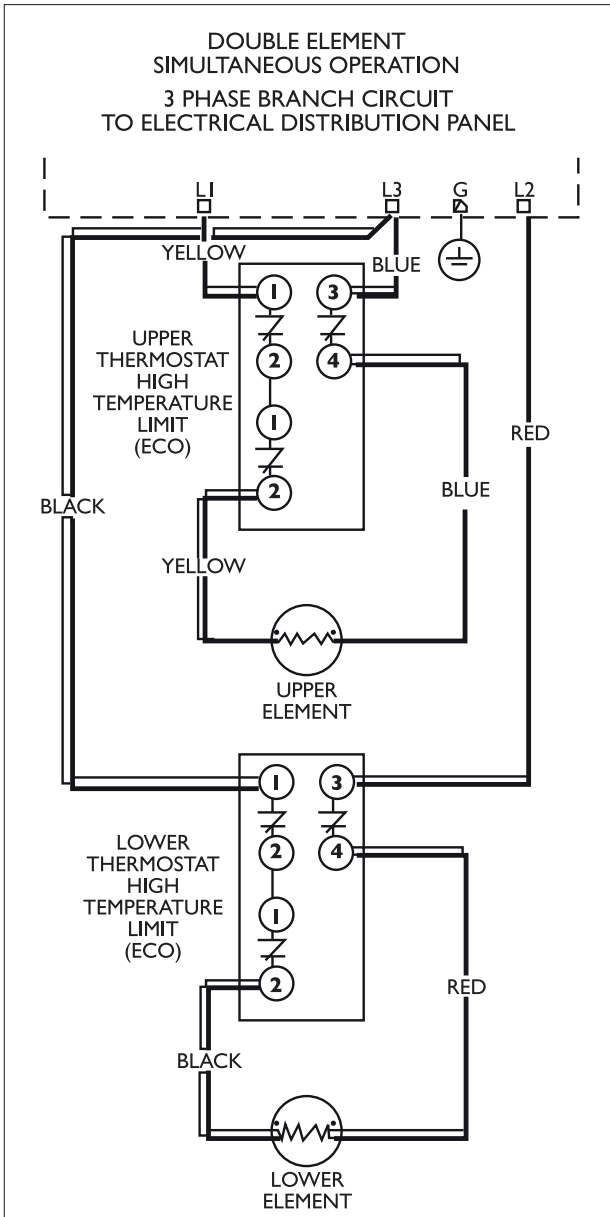 DOUBLE ELEMENT
SIMULTANEOUS OPERATION
3 PHASE BRANCH CIRCUIT
TO ELECTRICAL DISTRIBUTION PANEL
L1 L3 G L2
YELLOW
BLUE
1 3
2 4
1
2
UPPER
THERMOSTAT
HIGH
TEMPERATURE
LIMIT
(ECO)
RED
BLACK
BLUE
YELLOW
UPPER
ELEMENT
1 3
2 4
1
2
LOWER
THERMOSTAT
HIGH
TEMPERATURE
LIMIT
(ECO)
RED
BLACK
LOWER
ELEMENT